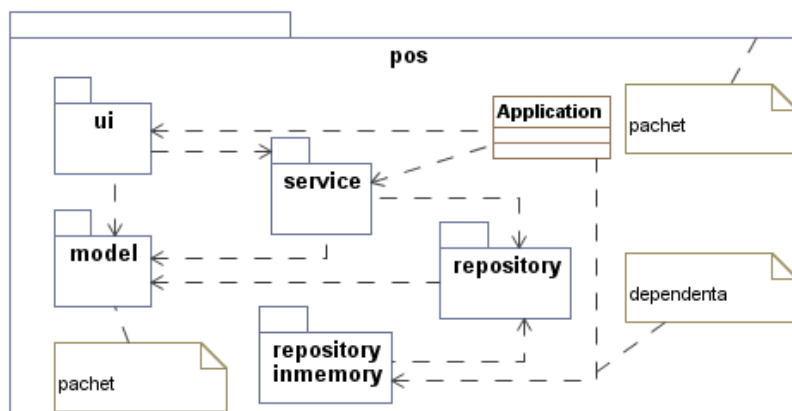 pos
ui
Application
pachet
service
model
repository
dependenta
repository
inmemory
pachet